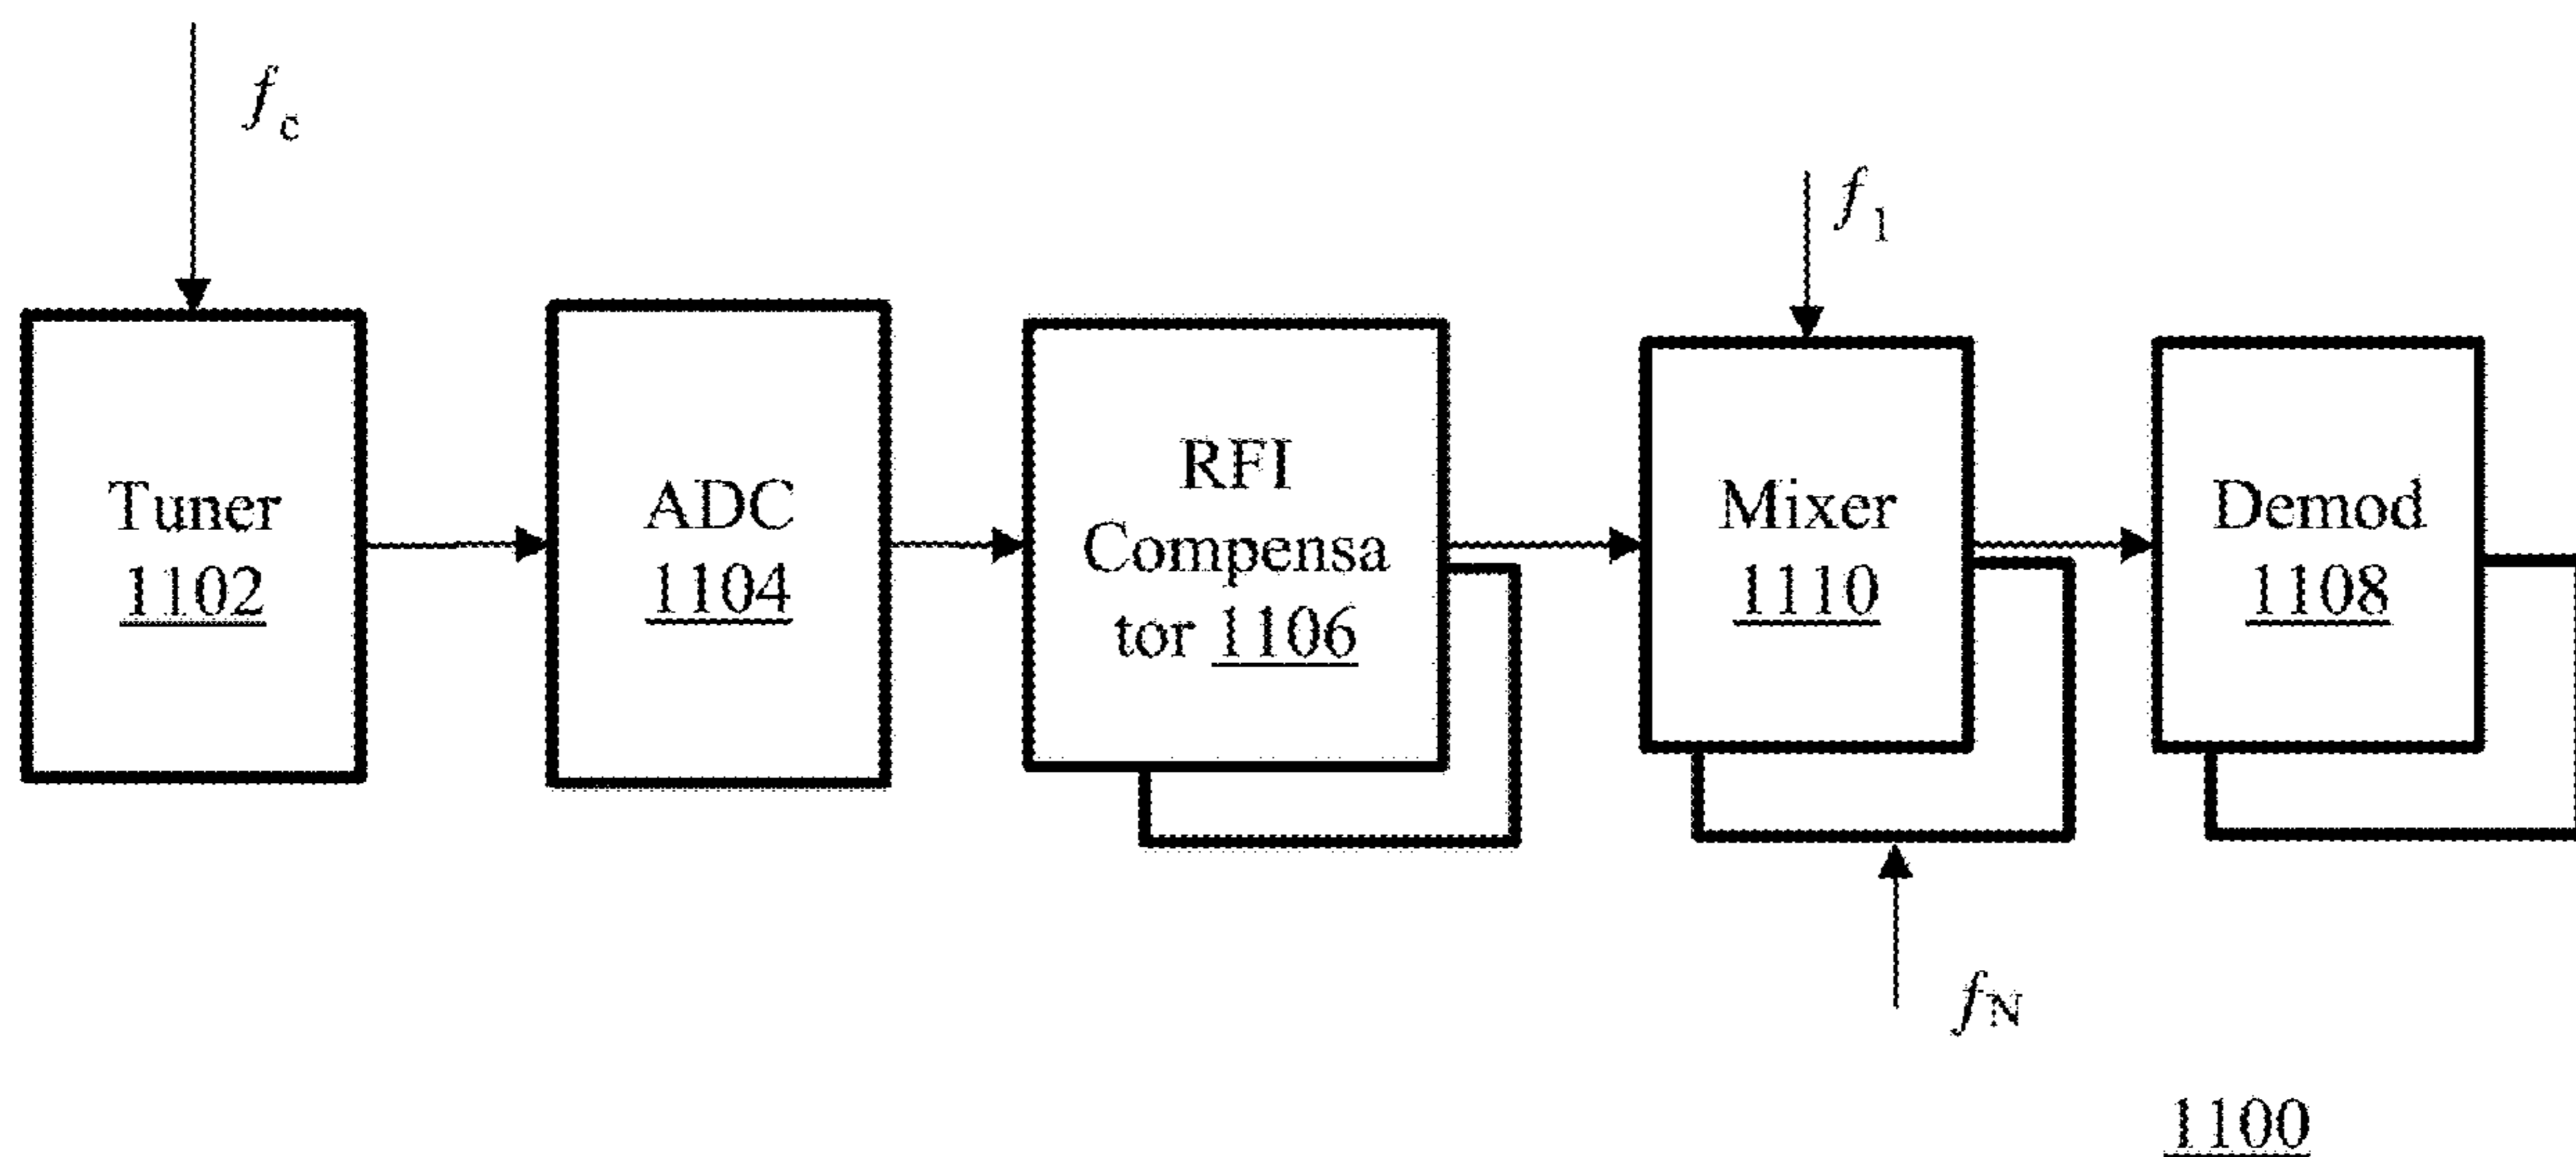 fc
f1
Tuner
1102
ADC
1104
RFI
Compensa
tor 1106
Mixer
1110
Demod
1108
fN
1100